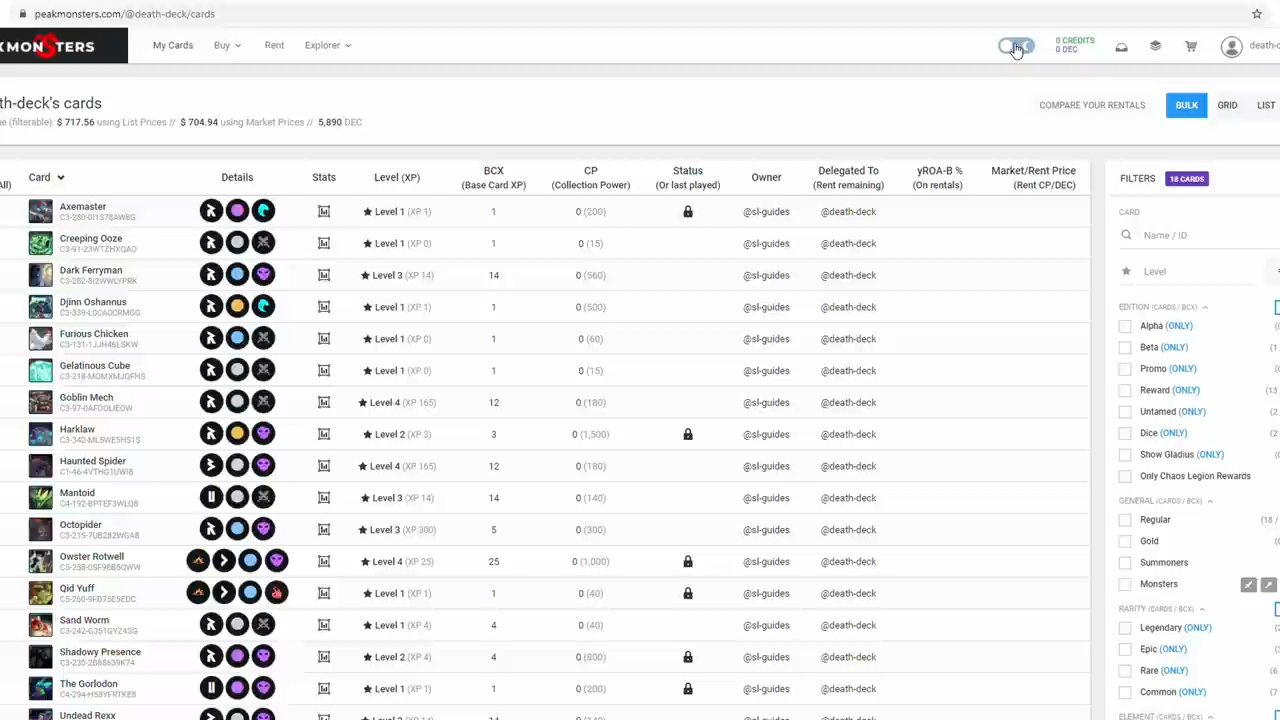 peakmonsters.com/@death-deck/cards
KMONSTERS My Cards Buy Rent Explorer 0 CREDITS death-d
0 DEC
th-deck's cards COMPARE YOUR RENTALS BULK GRID LIST
e (filterable): $ 717.56 using List Prices // $ 704.94 using Market Prices // 5,890 DEC
All) Card Details Stats Level (XP) BCX (Base Card XP) CP (Collection Power) Status (Or last played) Owner Delegated To (Rent remaining) yROA-B % (On rentals) Market/Rent Price (Rent CP/DEC)
Axemaster Level 1 (XP 1) 1 0 (200) @sl-guides @death-deck
Creeping Ooze Level 1 (XP 0) 1 0 (15) @sl-guides @death-deck
Dark Ferryman Level 3 (XP 14) 14 0 (560) @sl-guides @death-deck
Djinn Oshannus Level 1 (XP 1) 1 0 (500) @sl-guides @death-deck
Furious Chicken Level 1 (XP 0) 1 0 (60) @sl-guides @death-deck
Gelatinous Cube Level 1 (XP 0) 1 0 (15) @sl-guides @death-deck
Goblin Mech Level 4 (XP 165) 12 0 (180) @sl-guides @death-deck
Harklaw Level 2 (XP 3) 3 0 (1,500) @sl-guides @death-deck
Haunted Spider Level 4 (XP 165) 12 0 (180) @sl-guides @death-deck
Mantoid Level 3 (XP 14) 14 0 (140) @sl-guides @death-deck
Octopider Level 3 (XP 300) 5 0 (300) @sl-guides @death-deck
Owster Rotwell Level 4 (XP 25) 25 0 (1,000) @sl-guides @death-deck
Qid Yuff Level 1 (XP 1) 1 0 (40) @sl-guides @death-deck
Sand Worm Level 1 (XP 4) 4 0 (40) @sl-guides @death-deck
Shadowy Presence Level 2 (XP 4) 4 0 (800) @sl-guides @death-deck
The Gorlodon Level 1 (XP 1) 1 0 (200) @sl-guides @death-deck
Undead Rexx
FILTERS 18 CARDS
CARD
Name / ID
Level
EDITION (CARDS / BCX)
Alpha (ONLY)
Beta (ONLY) (1
Promo (ONLY)
Reward (ONLY) (13
Untamed (ONLY) (2
Dice (ONLY)
Show Gladius (ONLY)
Only Chaos Legion Rewards
GENERAL (CARDS / BCX)
Regular (18 /
Gold
Summoners
Monsters
RARITY (CARDS / BCX)
Legendary (ONLY)
Epic (ONLY)
Rare (ONLY) (6
Common (ONLY) (7
ELEMENT (CARDS / BCX)